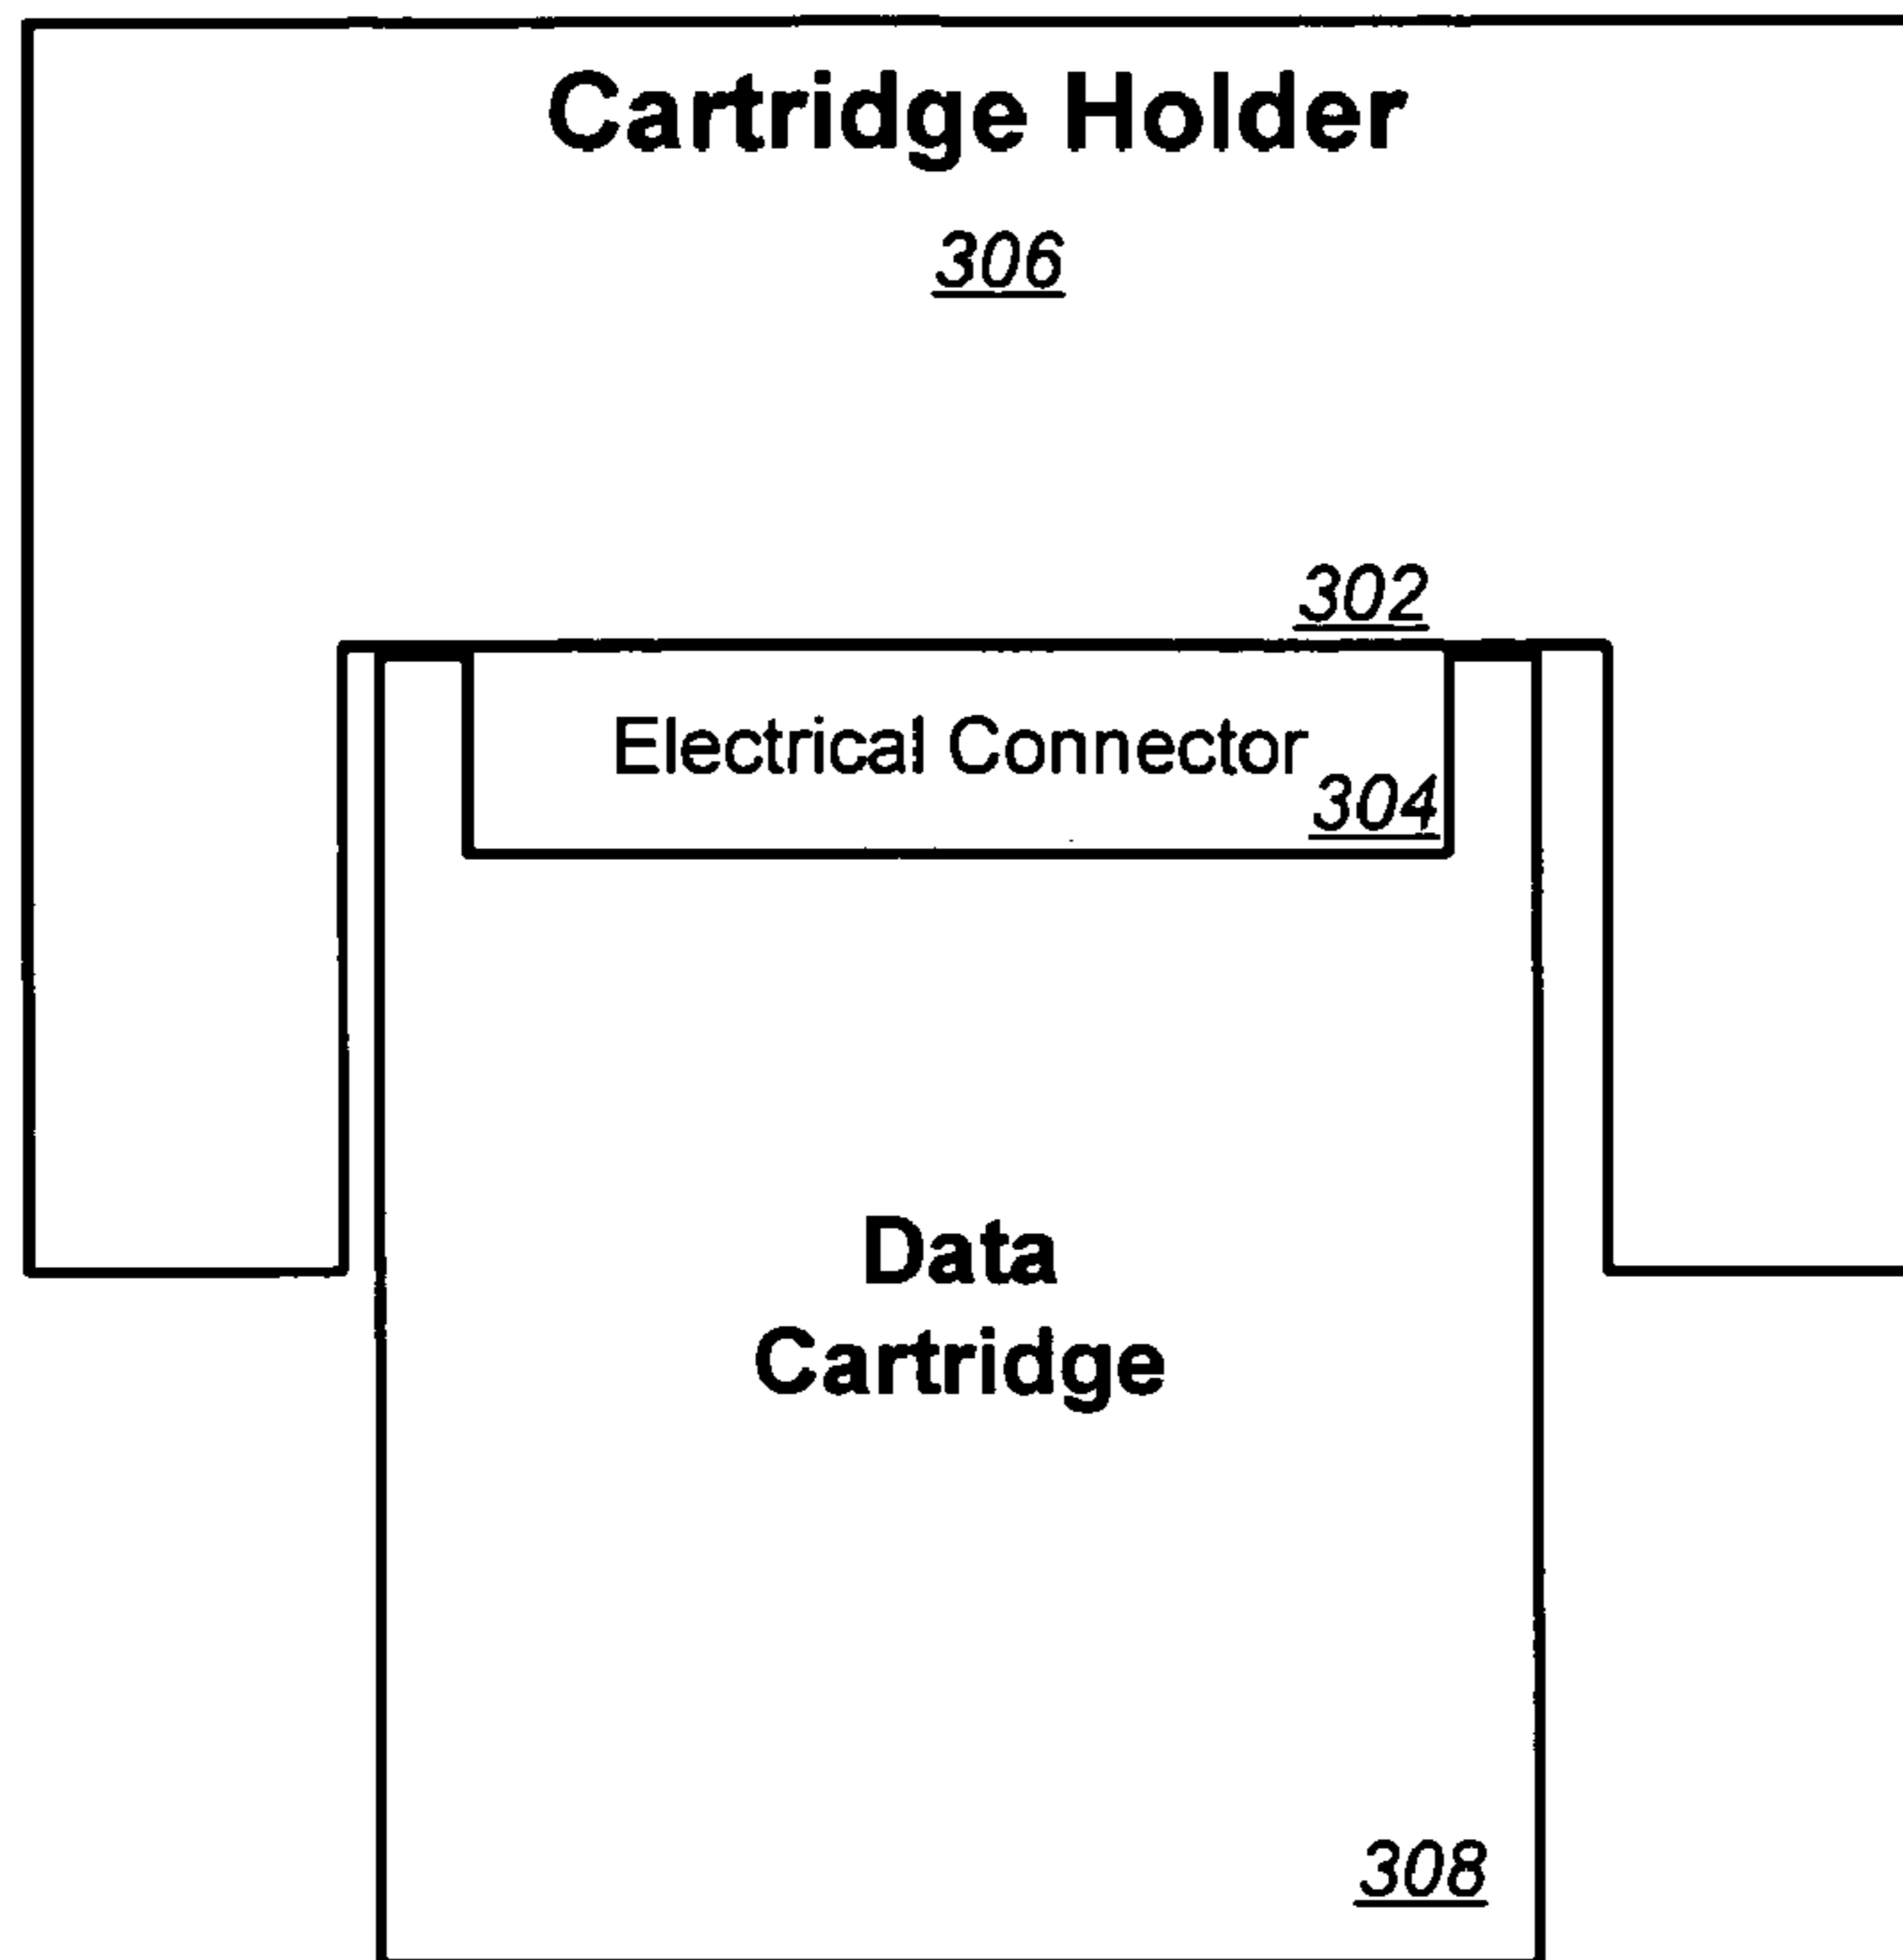 Cartridge Holder
306
302
Electrical Connector
304
Data
Cartridge
308